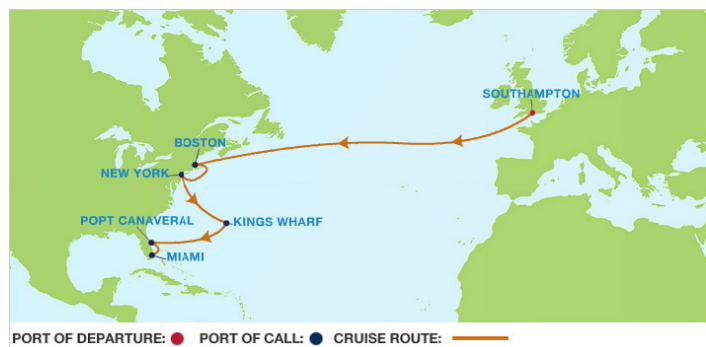 SOUTHAMPTON
BOSTON
NEW YORK
POPT CANAVERAL
KINGS WHARF
MIAMI
PORT OF DEPARTURE: PORT OF CALL: CRUISE ROUTE: